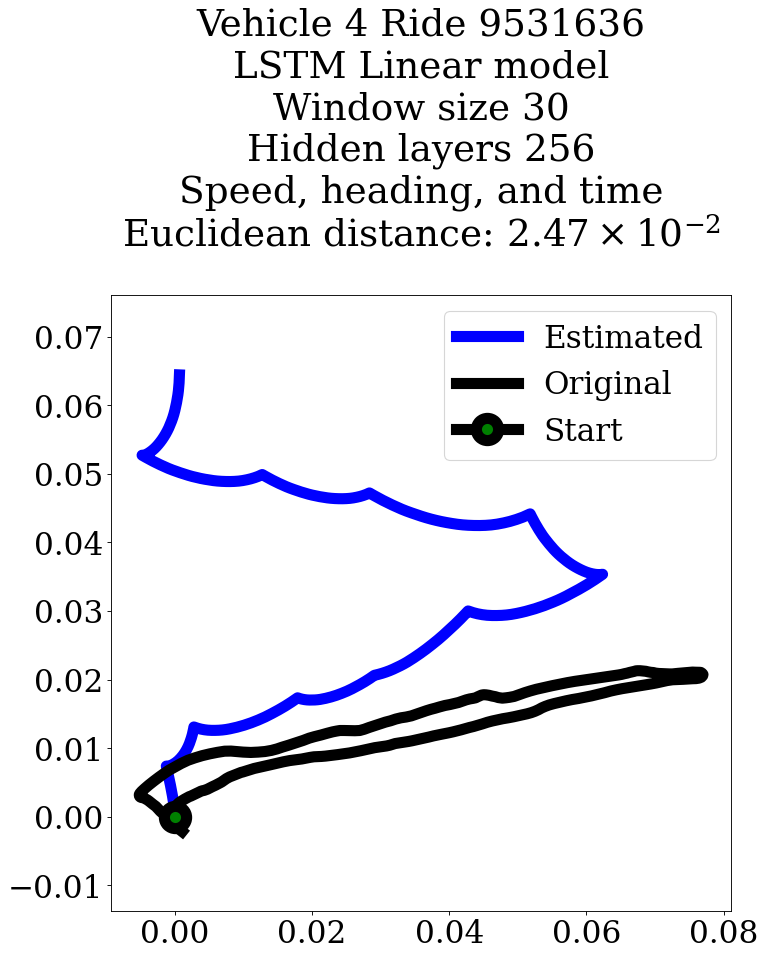 Vehicle 4 Ride 9531636
LSTM Linear model
Window size 30
Hidden layers 256
Speed, heading, and time
Euclidean distance: 2.47 × 10⁻²
Estimated
Original
Start
0.07
0.06
0.05
0.04
0.03
0.02
0.01
0.00
−0.01
0.00 0.02 0.04 0.06 0.08